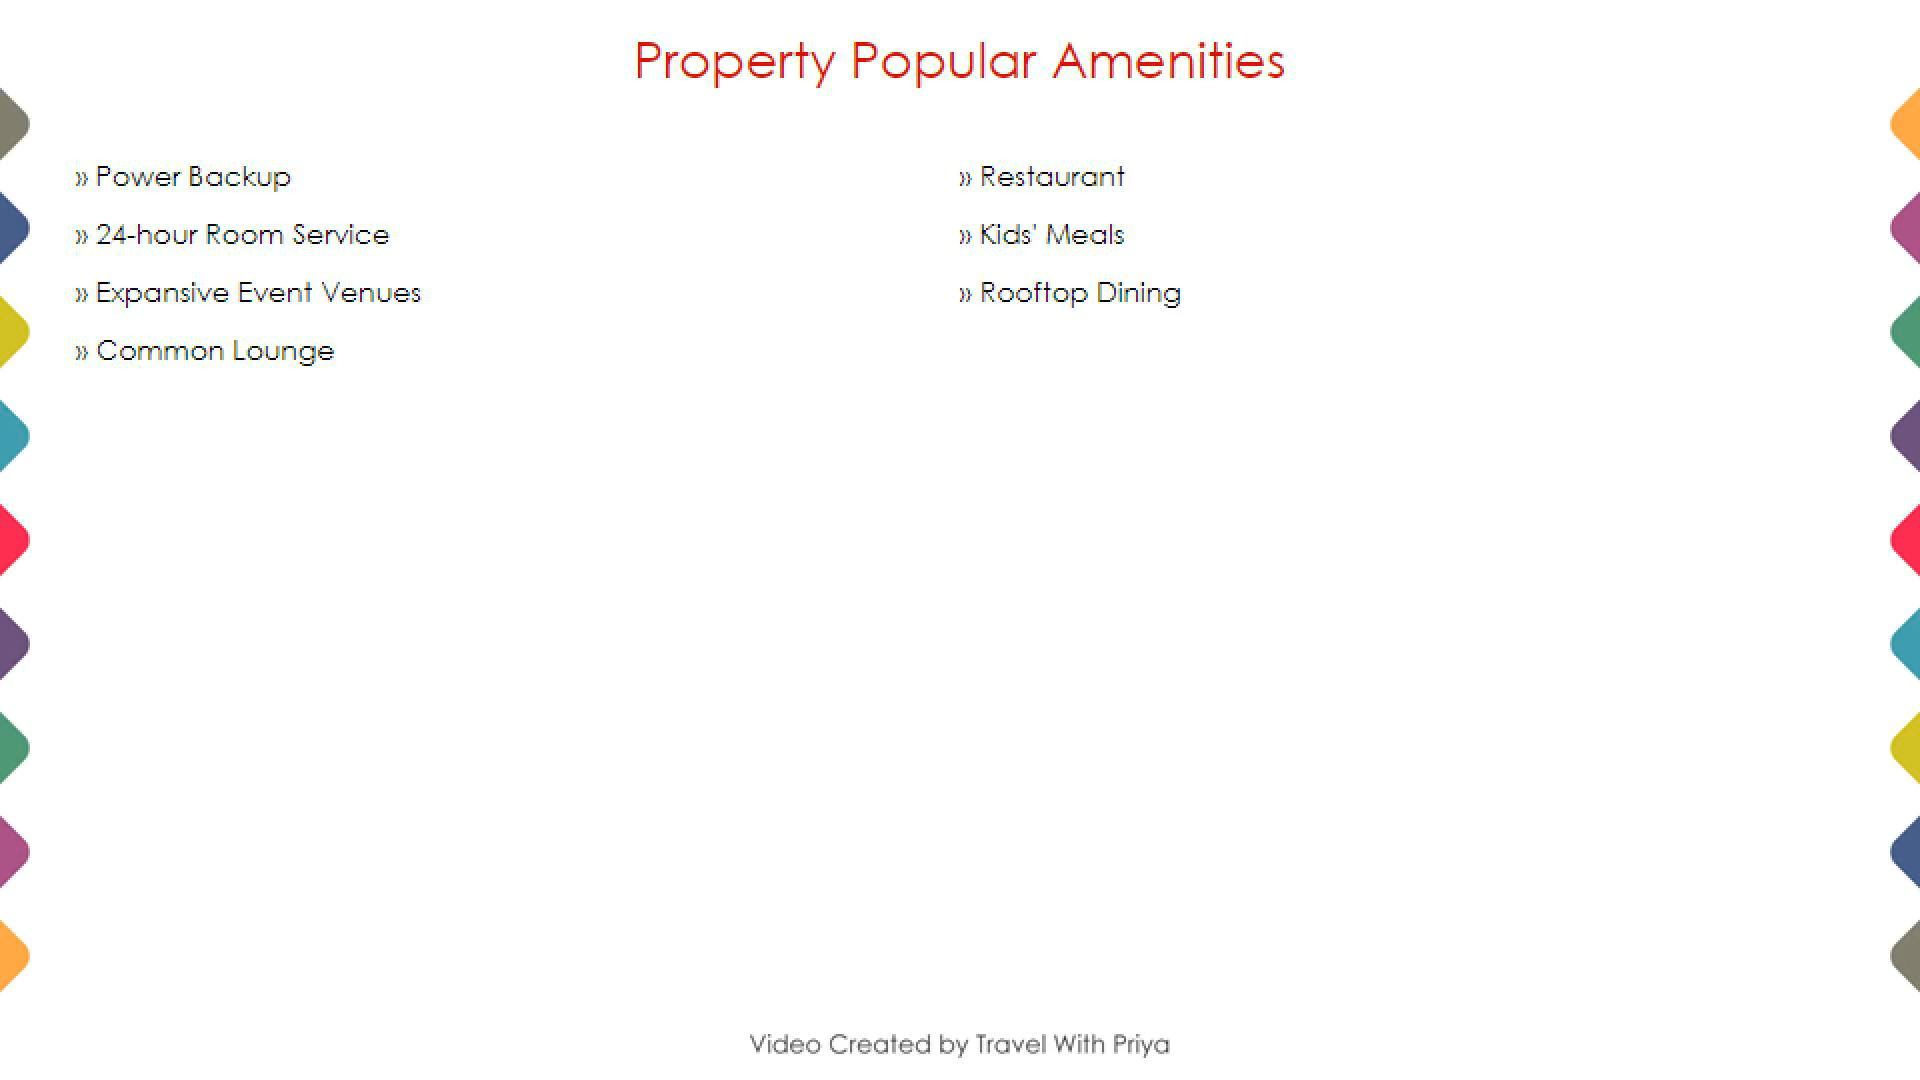 Property Popular Amenities
» Power Backup
» 24-hour Room Service
» Expansive Event Venues
» Common Lounge
» Restaurant
» Kids' Meals
» Rooftop Dining
Video Created by Travel With Priya